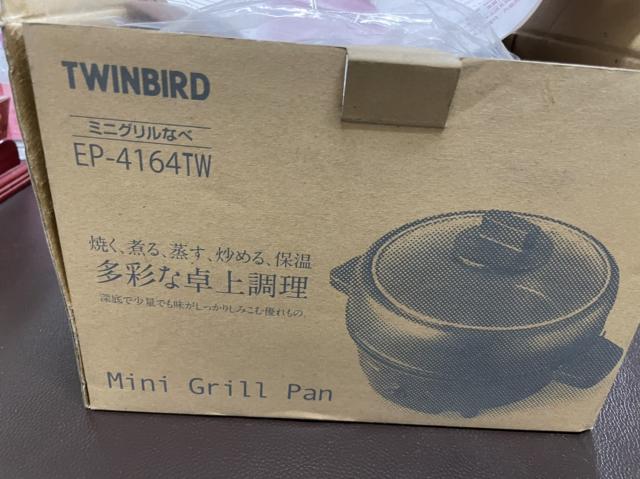 TWINBIRD
ミニグリルなべ
EP-4164TW
焼く、煮る、蒸す、炒める、保温
多彩な卓上調理
深底で少量でも味がしっかりしみこむ優れもの。
Mini Grill Pan